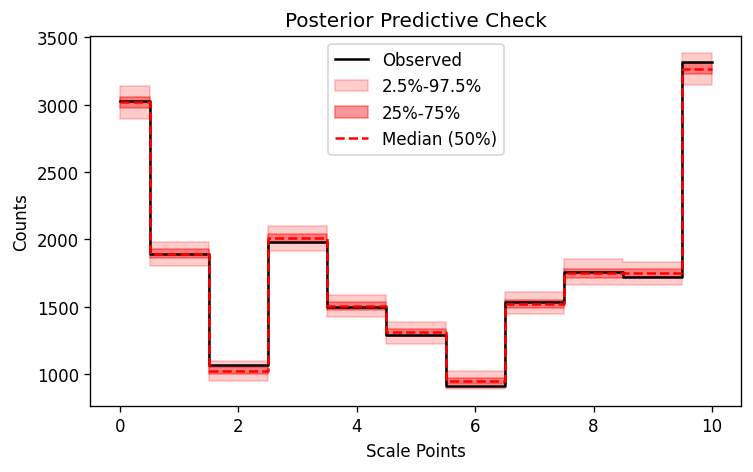 Posterior Predictive Check
3500
3000
2500
2000
1500
1000
Counts
Observed
2.5%-97.5%
25%-75%
Median (50%)
0
2
4
6
8
10
Scale Points